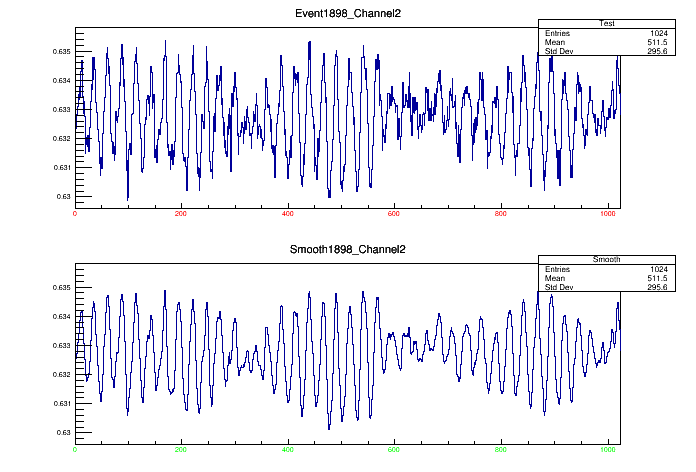 Event1898_Channel2
Test
Entries 1024
Mean 511.5
Std Dev 295.6
0.635
0.634
0.633
0.632
0.631
0.63
0 200 400 600 800 1000
Smooth1898_Channel2
Smooth
Entries 1024
Mean 511.5
Std Dev 295.6
0.635
0.634
0.633
0.632
0.631
0.63
0 200 400 600 800 1000